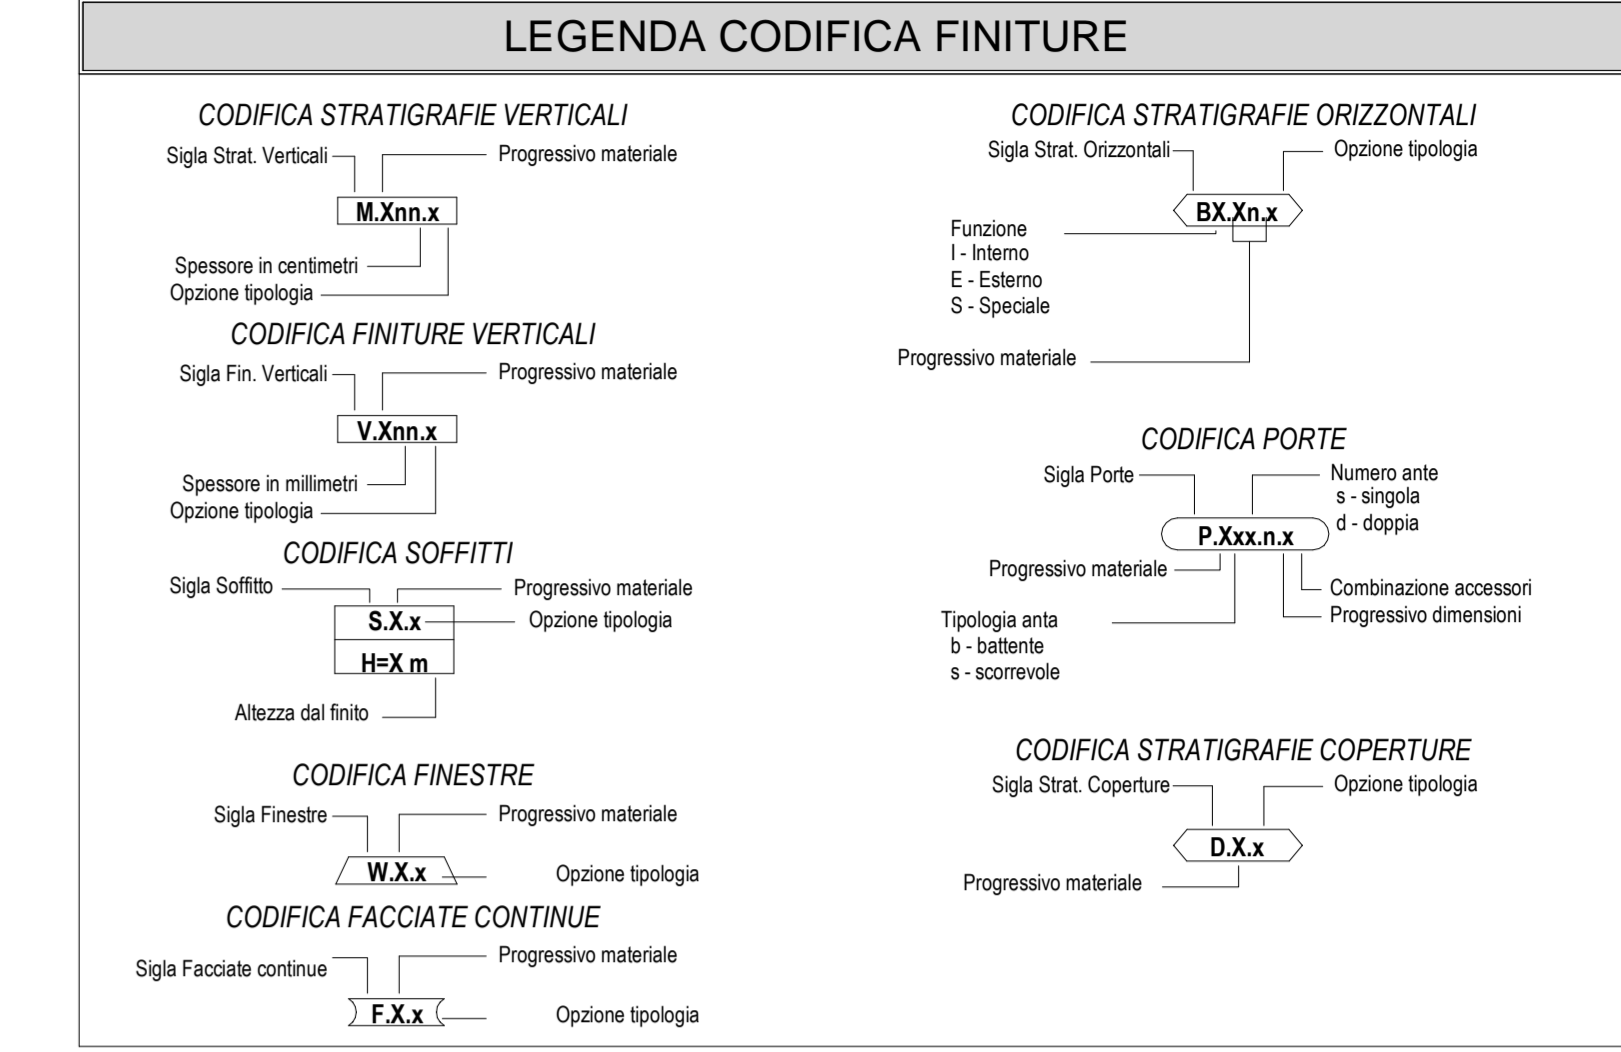 LEGENDA CODIFICA FINITURE
CODIFICA STRATIGRAFIE VERTICALI
Sigla Strat. Verticali
Progressivo materiale
M.Xnn.x
Spessore in centimetri
Opzione tipologia
CODIFICA FINITURE VERTICALI
Sigla Fin. Verticali
Progressivo materiale
V.Xnn.x
Spessore in millimetri
Opzione tipologia
CODIFICA SOFFITTI
Sigla Soffitto
Progressivo materiale
S.X.x
Opzione tipologia
H=X m
Altezza dal finito
CODIFICA FINESTRE
Sigla Finestre
Progressivo materiale
W.X.x
Opzione tipologia
CODIFICA FACCIATE CONTINUE
Sigla Facciate continue
Progressivo materiale
F.X.x
Opzione tipologia
CODIFICA STRATIGRAFIE ORIZZONTALI
Sigla Strat. Orizzontali
Opzione tipologia
BX.Xn.x
Funzione
I - Interno
E - Esterno
S - Speciale
Progressivo materiale
CODIFICA PORTE
Sigla Porte
Numero ante
s - singola
d - doppia
P.Xxx.n.x
Progressivo materiale
Combinazione accessori
Progressivo dimensioni
Tipologia anta
b - battente
s - scorrevole
CODIFICA STRATIGRAFIE COPERTURE
Sigla Strat. Coperture
Opzione tipologia
D.X.x
Progressivo materiale